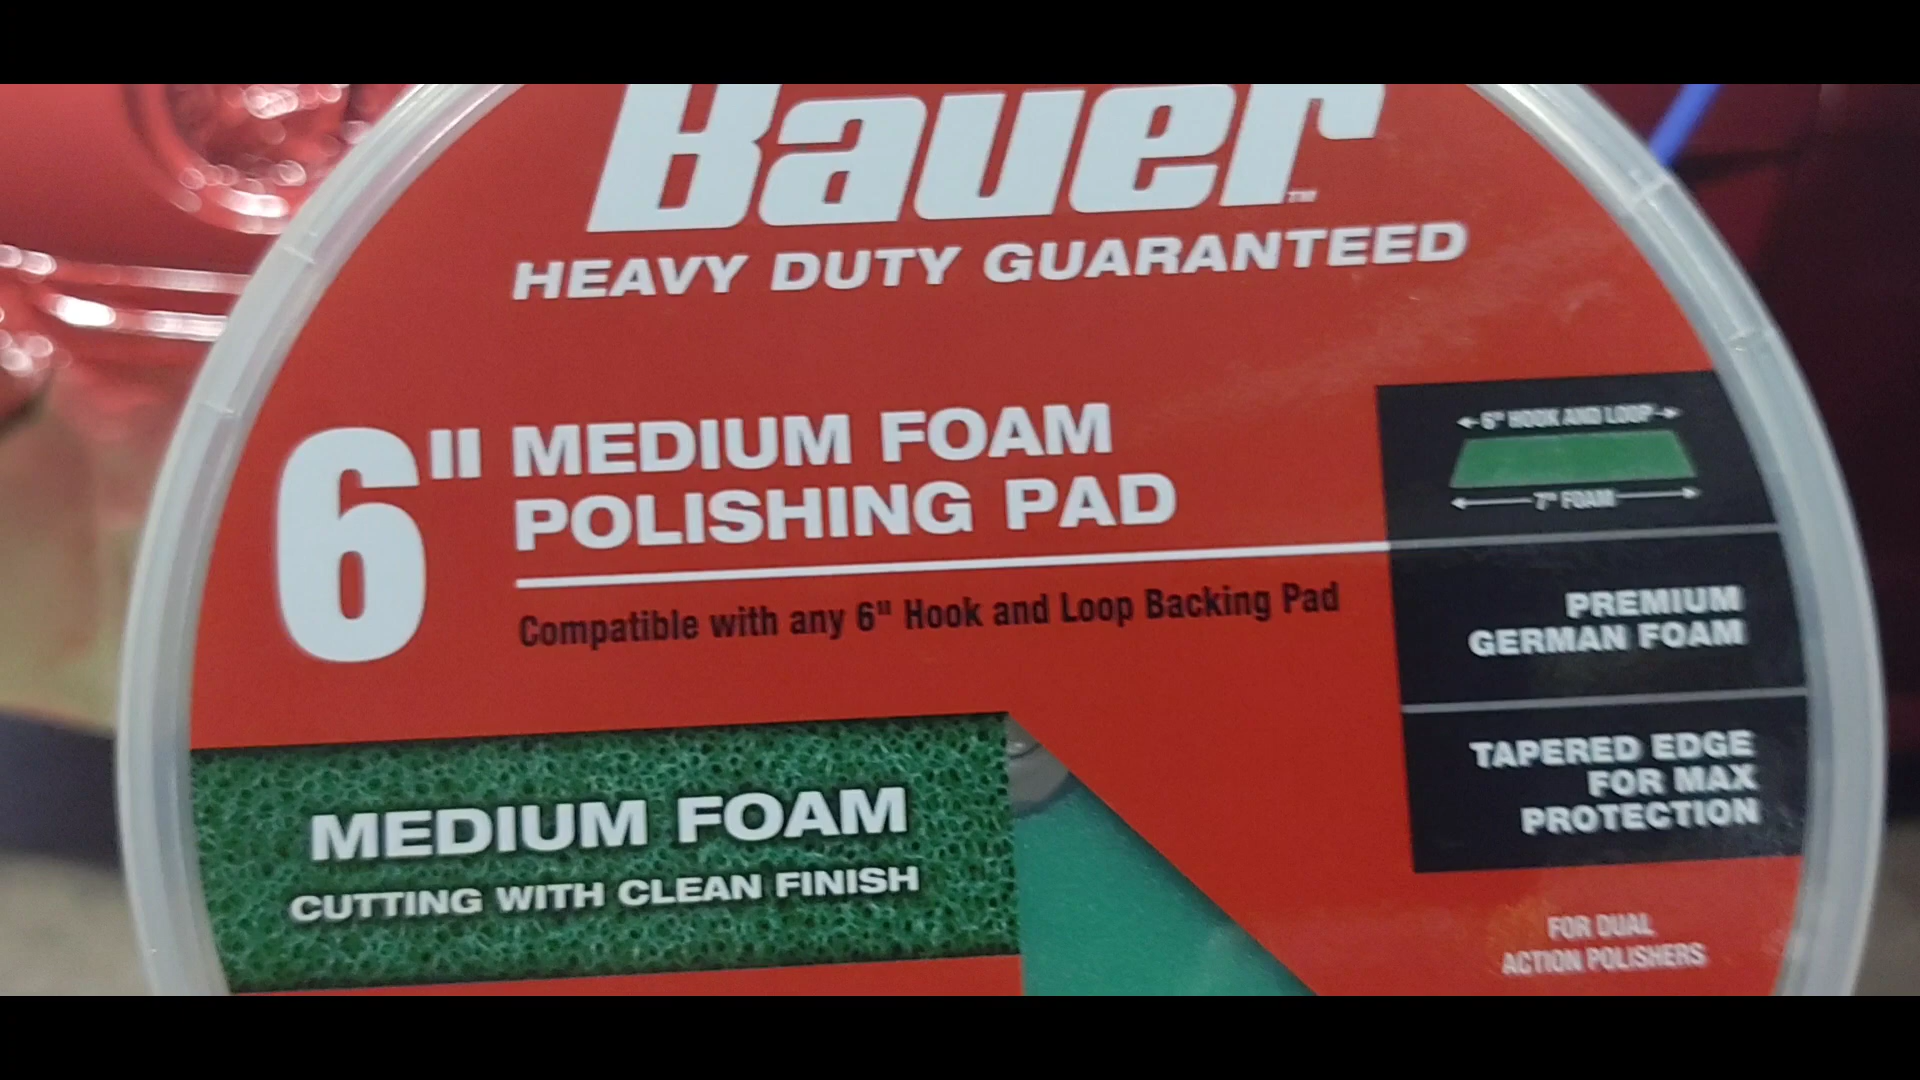 Bauer™
HEAVY DUTY GUARANTEED
6" MEDIUM FOAM
POLISHING PAD
Compatible with any 6" Hook and Loop Backing Pad
6" HOOK AND LOOP
7" FOAM
PREMIUM
GERMAN FOAM
TAPERED EDGE
FOR MAX
PROTECTION
MEDIUM FOAM
CUTTING WITH CLEAN FINISH
FOR DUAL
ACTION POLISHERS